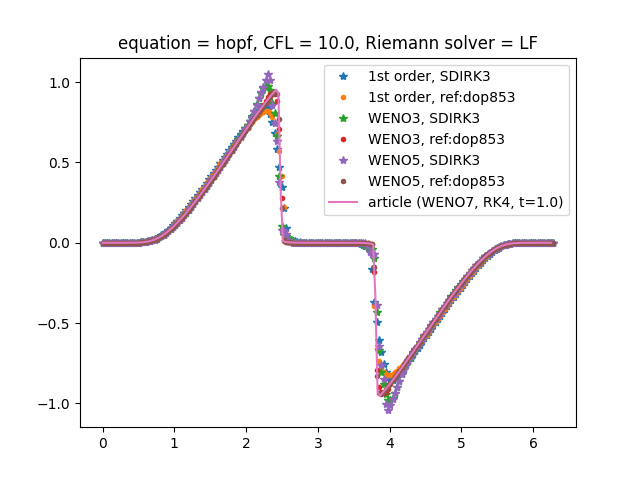 equation = hopf, CFL = 10.0, Riemann solver = LF
1st order, SDIRK3
1st order, ref:dop853
WENO3, SDIRK3
WENO3, ref:dop853
WENO5, SDIRK3
WENO5, ref:dop853
article (WENO7, RK4, t=1.0)
1.0
0.5
0.0
−0.5
−1.0
0 1 2 3 4 5 6